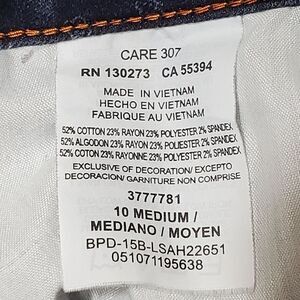 CARE 307
RN 130273 CA 55394
MADE IN VIETNAM
HECHO EN VIETNAM
FABRIQUE AU VIETNAM
52% COTTON 23% RAYON 23% POLYESTER 2% SPANDEX
52% ALGODON 23% RAYON 23% POLIESTER 2% SPANDEX
52% COTON 23% RAYONNE 23% POLYESTER 2% SPANDEX
EXCLUSIVE OF DECORATION/ EXCEPTO
DECORACION/ GARNITURE NON COMPRISE
3777781
10 MEDIUM /
MEDIANO / MOYEN
BPD-15B-LSAH22651
051071195638